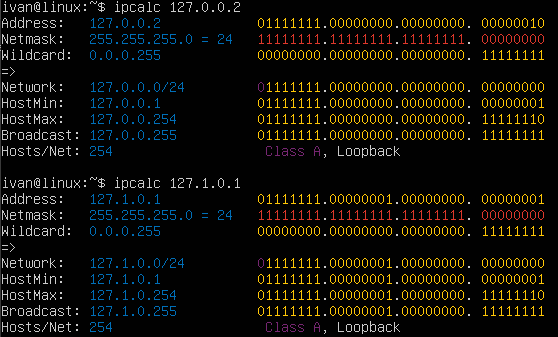 ivan@linux:~$ ipcalc 127.0.0.2
Address:   127.0.0.2            01111111.00000000.00000000. 00000010
Netmask:   255.255.255.0 = 24   11111111.11111111.11111111. 00000000
Wildcard:  0.0.0.255            00000000.00000000.00000000. 11111111
=>
Network:   127.0.0.0/24         01111111.00000000.00000000. 00000000
HostMin:   127.0.0.1            01111111.00000000.00000000. 00000001
HostMax:   127.0.0.254          01111111.00000000.00000000. 11111110
Broadcast: 127.0.0.255          01111111.00000000.00000000. 11111111
Hosts/Net: 254                   Class A, Loopback
ivan@linux:~$ ipcalc 127.1.0.1
Address:   127.1.0.1            01111111.00000001.00000000. 00000001
Netmask:   255.255.255.0 = 24   11111111.11111111.11111111. 00000000
Wildcard:  0.0.0.255            00000000.00000000.00000000. 11111111
=>
Network:   127.1.0.0/24         01111111.00000001.00000000. 00000000
HostMin:   127.1.0.1            01111111.00000001.00000000. 00000001
HostMax:   127.1.0.254          01111111.00000001.00000000. 11111110
Broadcast: 127.1.0.255          01111111.00000001.00000000. 11111111
Hosts/Net: 254                   Class A, Loopback